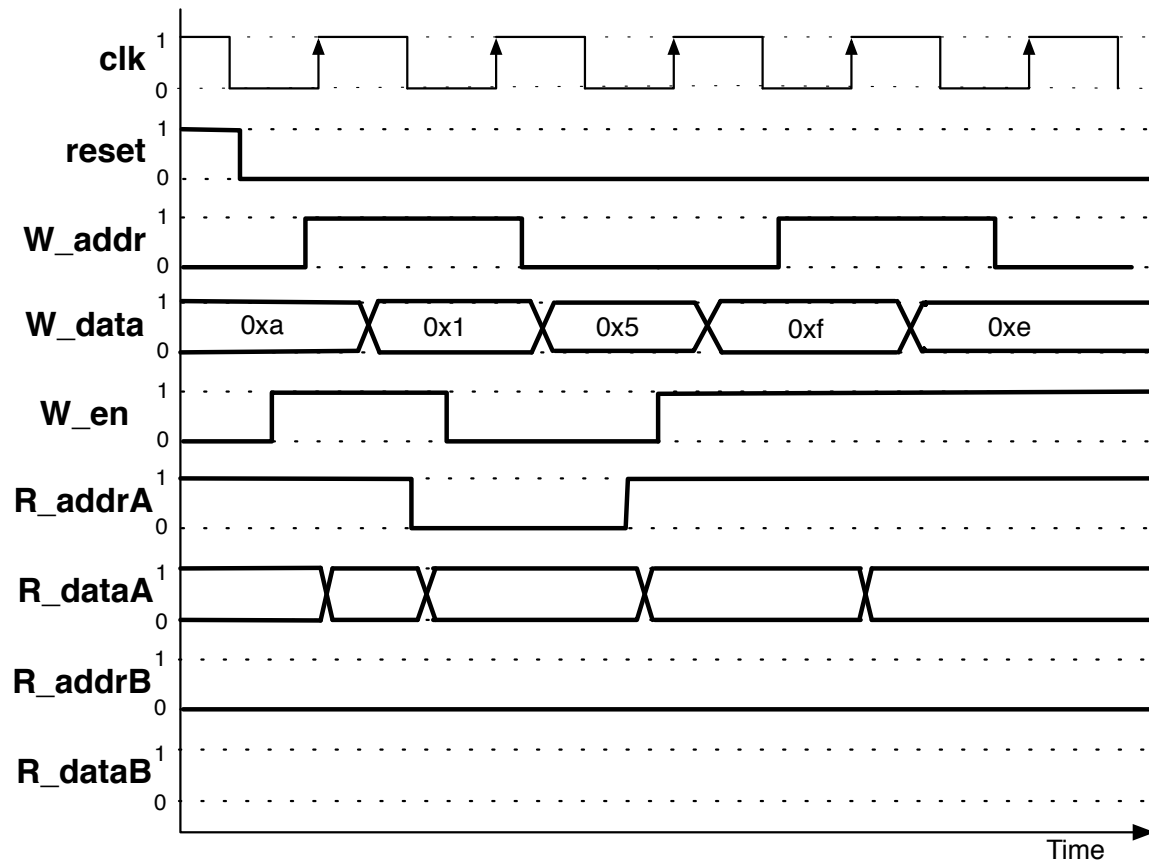 1
clk
0
1
reset
0
1
W_addr
0
1
W_data 0xa 0x1 0x5 0xf 0xe
0
1
W_en
0
1
R_addrA
0
1
R_dataA
0
1
R_addrB
0
1
R_dataB
0
Time